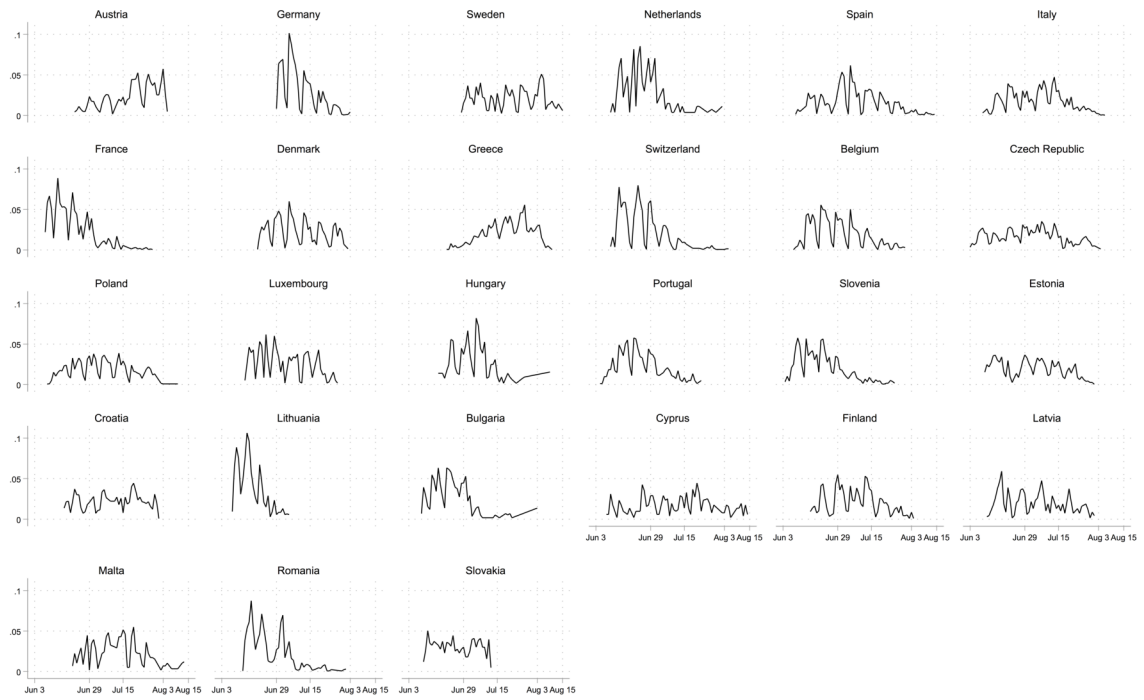 Austria Germany Sweden Netherlands Spain Italy
.1
.05
0
France Denmark Greece Switzerland Belgium Czech Republic
.1
.05
0
Poland Luxembourg Hungary Portugal Slovenia Estonia
.1
.05
0
Croatia Lithuania Bulgaria Cyprus Finland Latvia
.1
.05
0
Jun 3 Jun 29 Jul 15 Aug 3 Aug 15 Jun 3 Jun 29 Jul 15 Aug 3 Aug 15 Jun 3 Jun 29 Jul 15 Aug 3 Aug 15
Malta Romania Slovakia
.1
.05
0
Jun 3 Jun 29 Jul 15 Aug 3 Aug 15 Jun 3 Jun 29 Jul 15 Aug 3 Aug 15 Jun 3 Jun 29 Jul 15 Aug 3 Aug 15